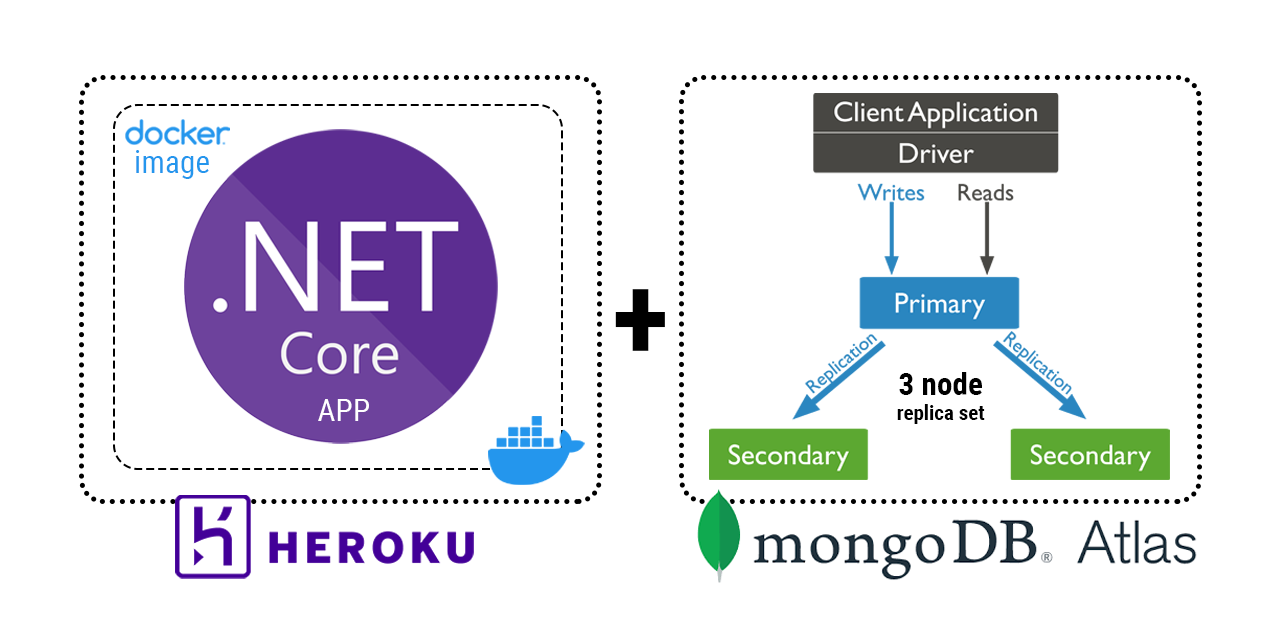 docker
image
.NET
Core
APP
HEROKU
Client Application
Driver
Writes Reads
Primary
Replication Replication
3 node
replica set
Secondary Secondary
mongoDB® Atlas